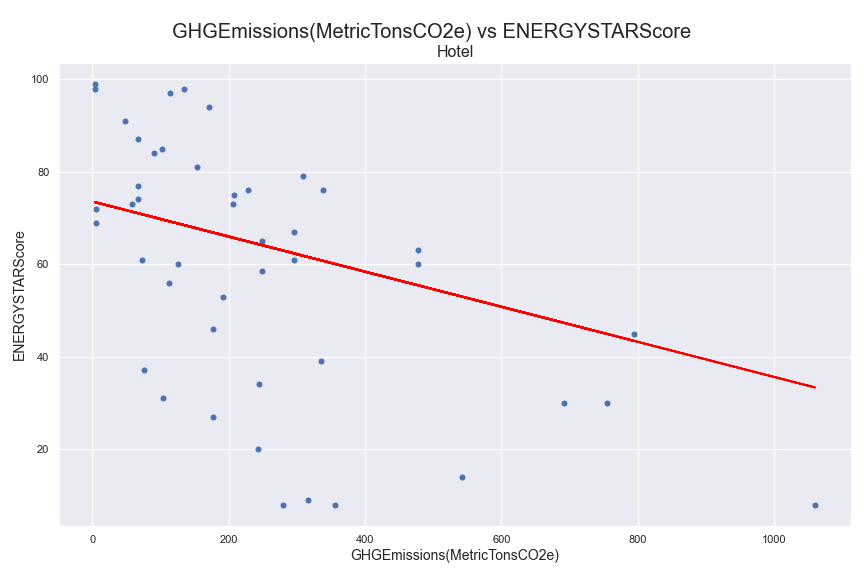 GHGEmissions(MetricTonsCO2e) vs ENERGYSTARScore
Hotel
100
80
60
40
20
ENERGYSTARScore
0 200 400 600 800 1000
GHGEmissions(MetricTonsCO2e)